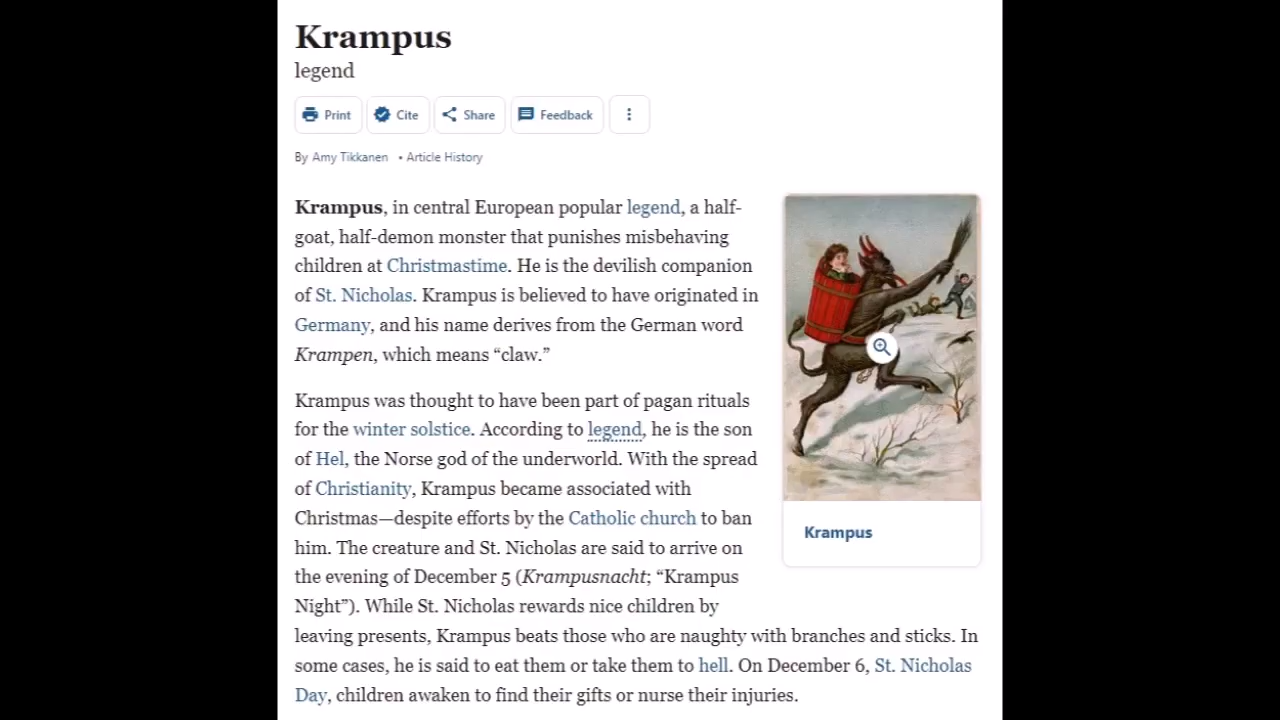 Krampus
legend
Print Cite Share Feedback
By Amy Tikkanen • Article History
Krampus, in central European popular legend, a half-
goat, half-demon monster that punishes misbehaving
children at Christmastime. He is the devilish companion
of St. Nicholas. Krampus is believed to have originated in
Germany, and his name derives from the German word
Krampen, which means “claw.”
Krampus was thought to have been part of pagan rituals
for the winter solstice. According to legend, he is the son
of Hel, the Norse god of the underworld. With the spread
of Christianity, Krampus became associated with
Christmas—despite efforts by the Catholic church to ban
him. The creature and St. Nicholas are said to arrive on
the evening of December 5 (Krampusnacht; “Krampus
Night”). While St. Nicholas rewards nice children by
leaving presents, Krampus beats those who are naughty with branches and sticks. In
some cases, he is said to eat them or take them to hell. On December 6, St. Nicholas
Day, children awaken to find their gifts or nurse their injuries.
Krampus